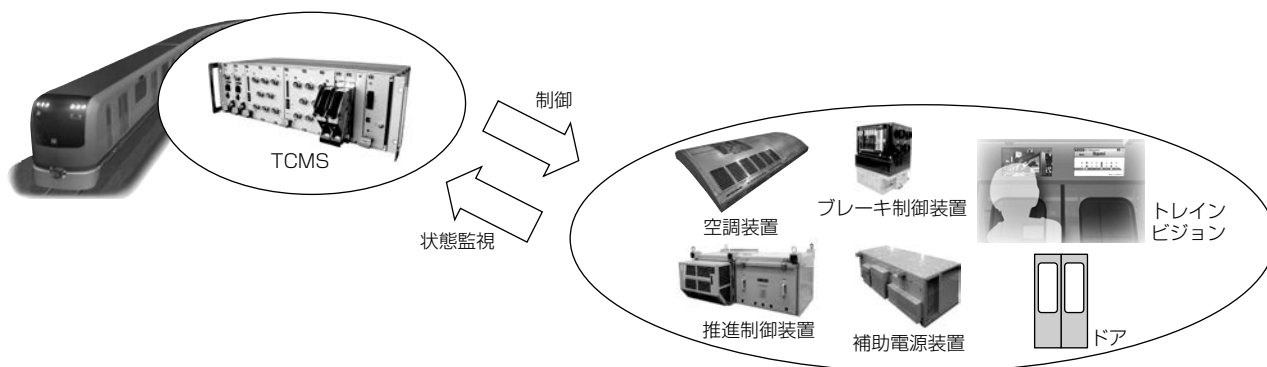 TCMS
制御
状態監視
空調装置
ブレーキ制御装置
トレイン
ビジョン
推進制御装置
補助電源装置
ドア